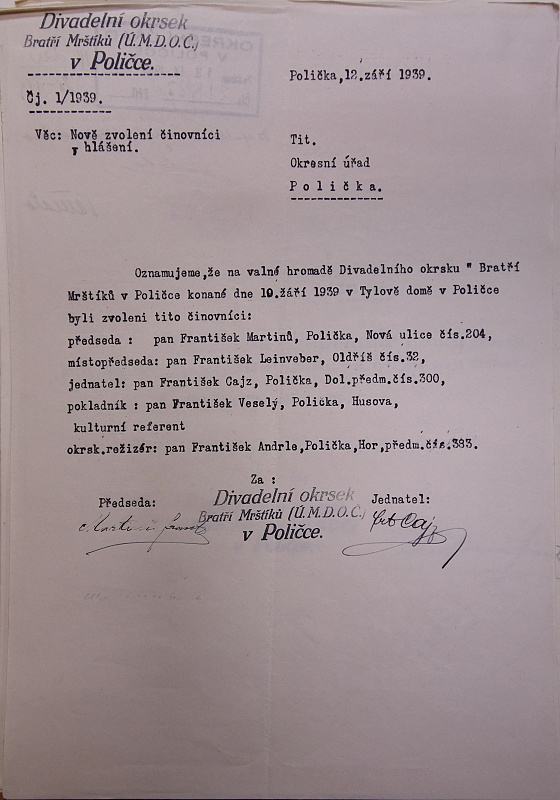 Divadelní okrsek
Bratří Mrštíků (Ú.M.D.O.Č.)
v Poličce.
Čj. 1/1939.
Polička,12.září 1939.
Věc: Nově zvolení činovníci
hlášení.
Tit.
Okresní úřad
P o l i č k a.
Oznamujeme,že na valné hromadě Divadelního okrsku " Bratří
Mrštíků v Poličce konané dne 10.září 1939 v Tylově domě v Poličce
byli zvoleni tito činovníci:
předseda : pan František Martinů, Polička, Nová ulice čís.204,
místopředseda: pan František Leinveber, Oldříš čís.32,
jednatel: pan František Cajz, Polička, Dol.předm.čís.300,
pokladník : pan František Veselý, Polička, Husova,
kulturní referent
okrsk.režizér: pan František Andrle,Polička,Hor,předm.čís.383.
Za :
Předseda:
Divadelní okrsek
Bratří Mrštíků (Ú.M.D.O.Č.)
v Poličce.
Jednatel:
Cajz